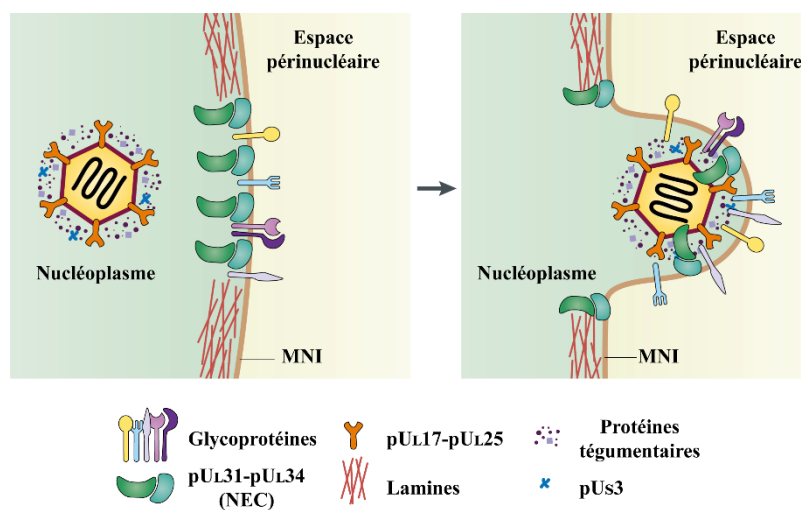 Espace
périnucléaire
Nucléoplasme
MNI
Espace
périnucléaire
Nucléoplasme
MNI
Glycoprotéines
pUL17-pUL25
Protéines
tégumentaires
pUL31-pUL34
(NEC)
Lamines
pUs3